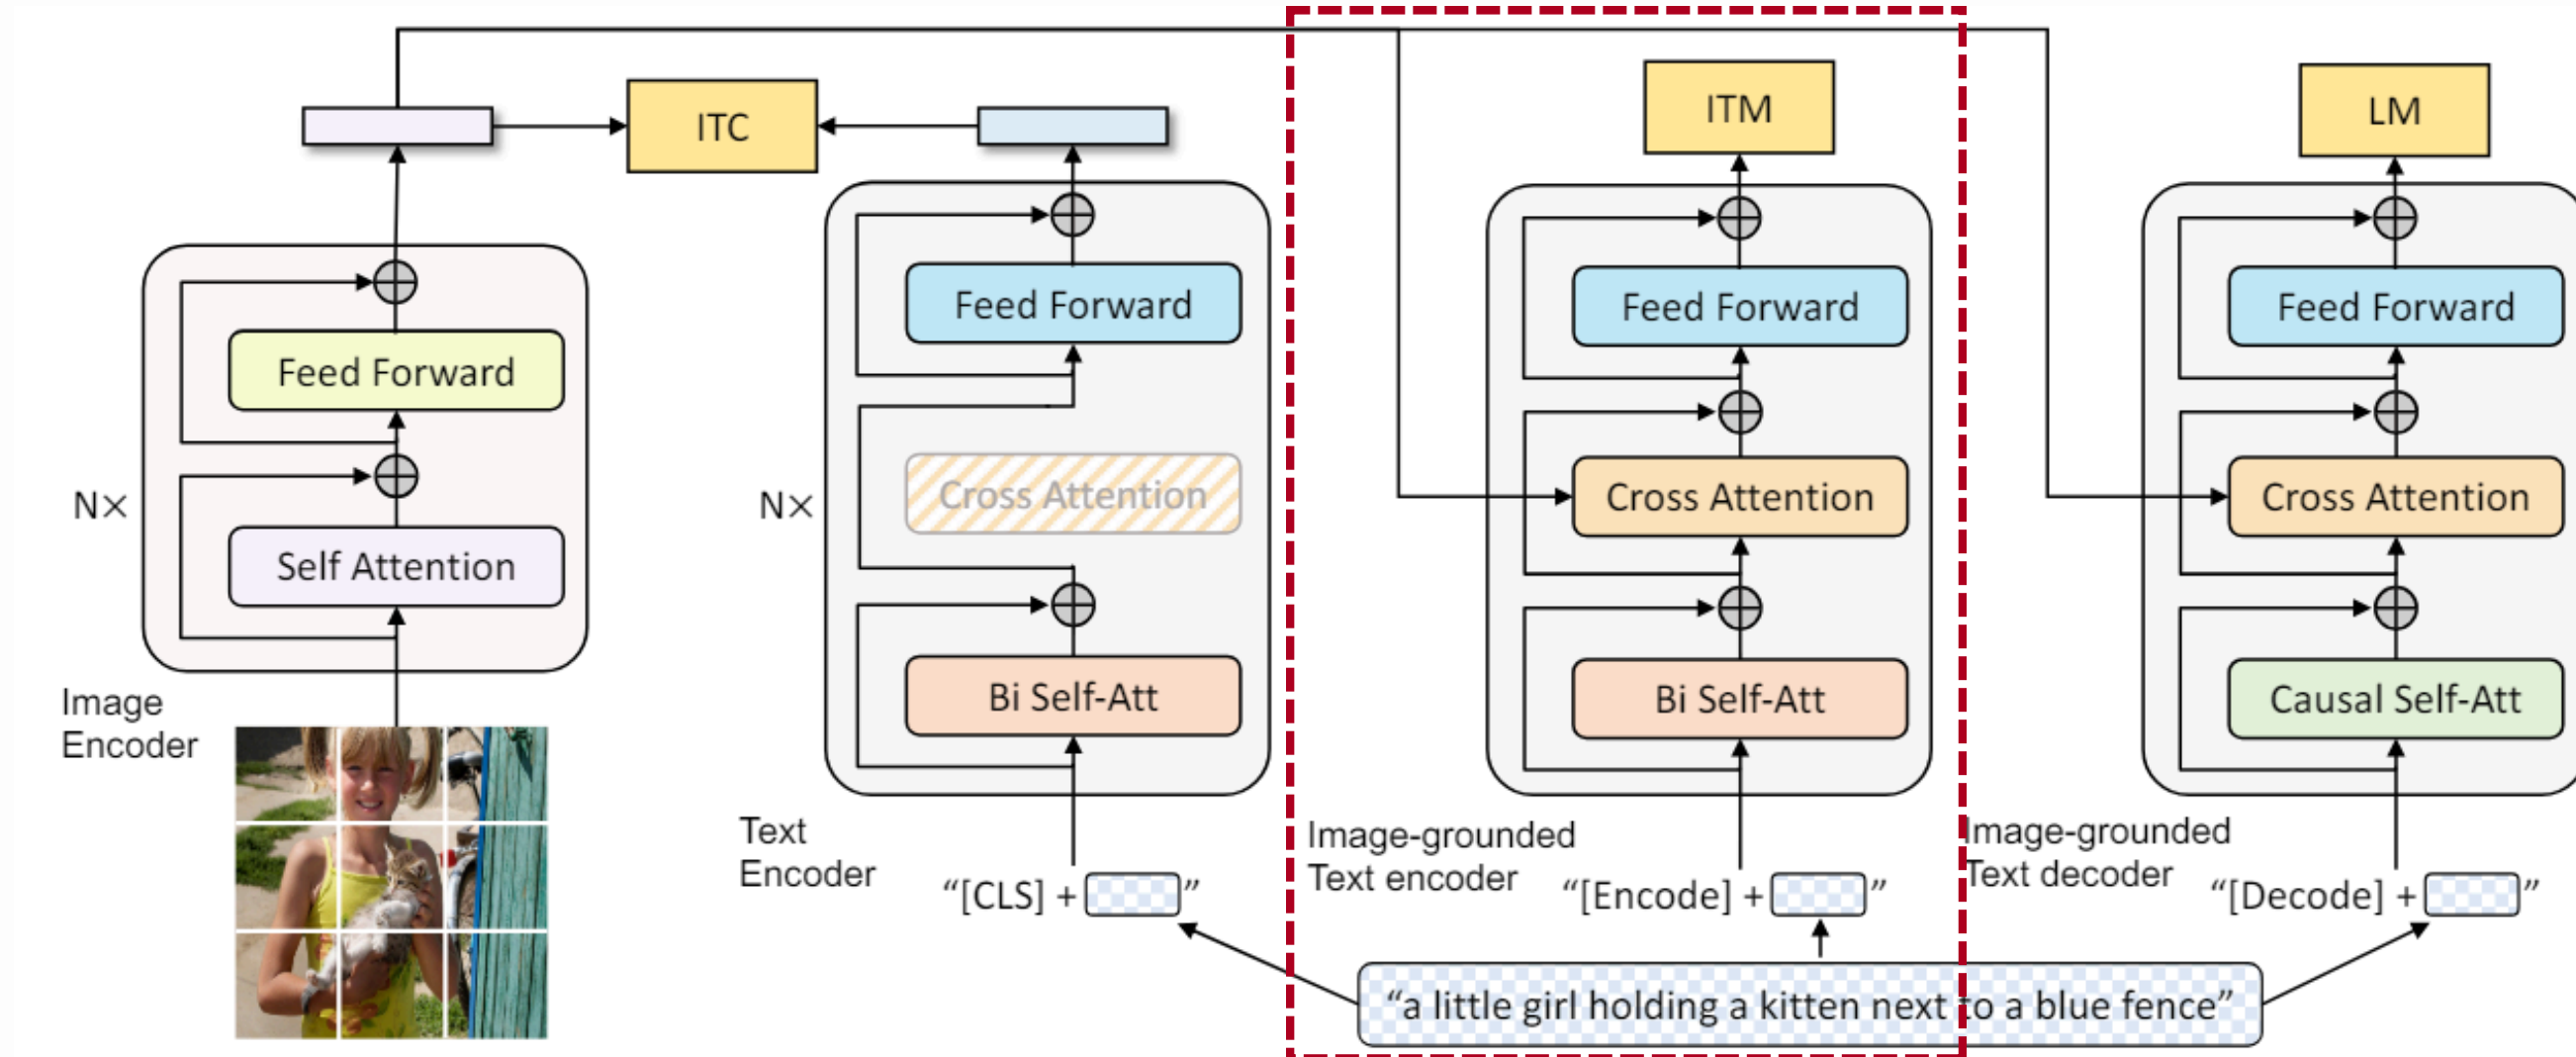 ITC
ITM
LM
Feed Forward
Self Attention
N×
Image
Encoder
Feed Forward
Cross Attention
Bi Self-Att
N×
Text
Encoder
“[CLS] + ”
Feed Forward
Cross Attention
Bi Self-Att
Image-grounded
Text encoder
“[Encode] + ”
Feed Forward
Cross Attention
Causal Self-Att
Image-grounded
Text decoder
“[Decode] + ”
“a little girl holding a kitten next to a blue fence”